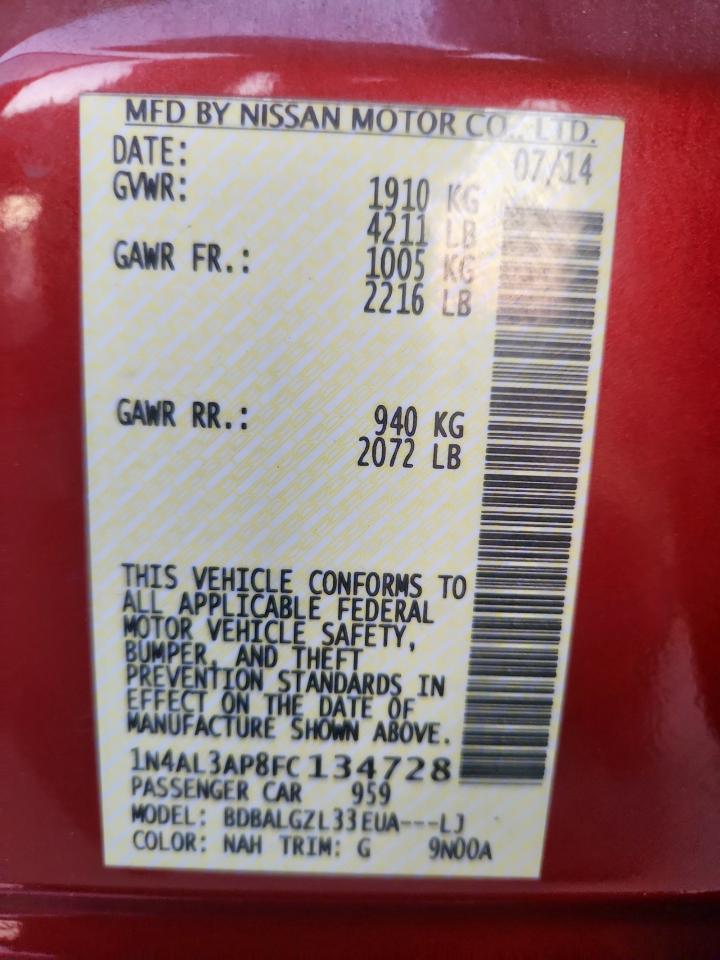 MFD BY NISSAN MOTOR CO., LTD.
DATE: 07/14
GVWR: 1910 KG
4211 LB
GAWR FR.: 1005 KG
2216 LB
GAWR RR.: 940 KG
2072 LB
THIS VEHICLE CONFORMS TO
ALL APPLICABLE FEDERAL
MOTOR VEHICLE SAFETY,
BUMPER, AND THEFT
PREVENTION STANDARDS IN
EFFECT ON THE DATE OF
MANUFACTURE SHOWN ABOVE.
1N4AL3AP8FC134728
PASSENGER CAR 959
MODEL: BDBALGZL33EUA---LJ
COLOR: NAH TRIM: G 9N00A